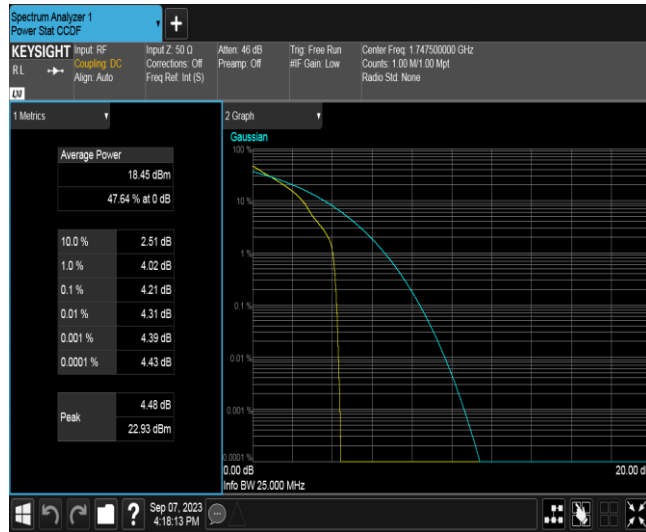 Spectrum Analyzer 1
Power Stat CCDF
KEYSIGHT
Input: RF
Coupling: DC
Align: Auto
Input Z: 50 Ω
Corrections: Off
Freq Ref: Int (S)
Atten: 46 dB
Preamp: Off
Trig: Free Run
#IF Gain: Low
Center Freq: 1.747500000 GHz
Counts: 1.00 M/1.00 Mpt
Radio Std: None
R L
LXI
1 Metrics
Average Power
18.45 dBm
47.64 % at 0 dB
10.0 % 2.51 dB
1.0 % 4.02 dB
0.1 % 4.21 dB
0.01 % 4.31 dB
0.001 % 4.39 dB
0.0001 % 4.43 dB
Peak
4.48 dB
22.93 dBm
2 Graph
Gaussian
100 %
10 %
1 %
0.1 %
0.01 %
0.001 %
0.0001 %
0.00 dB
20.00 d
Info BW 25.000 MHz
Sep 07, 2023
4:18:13 PM